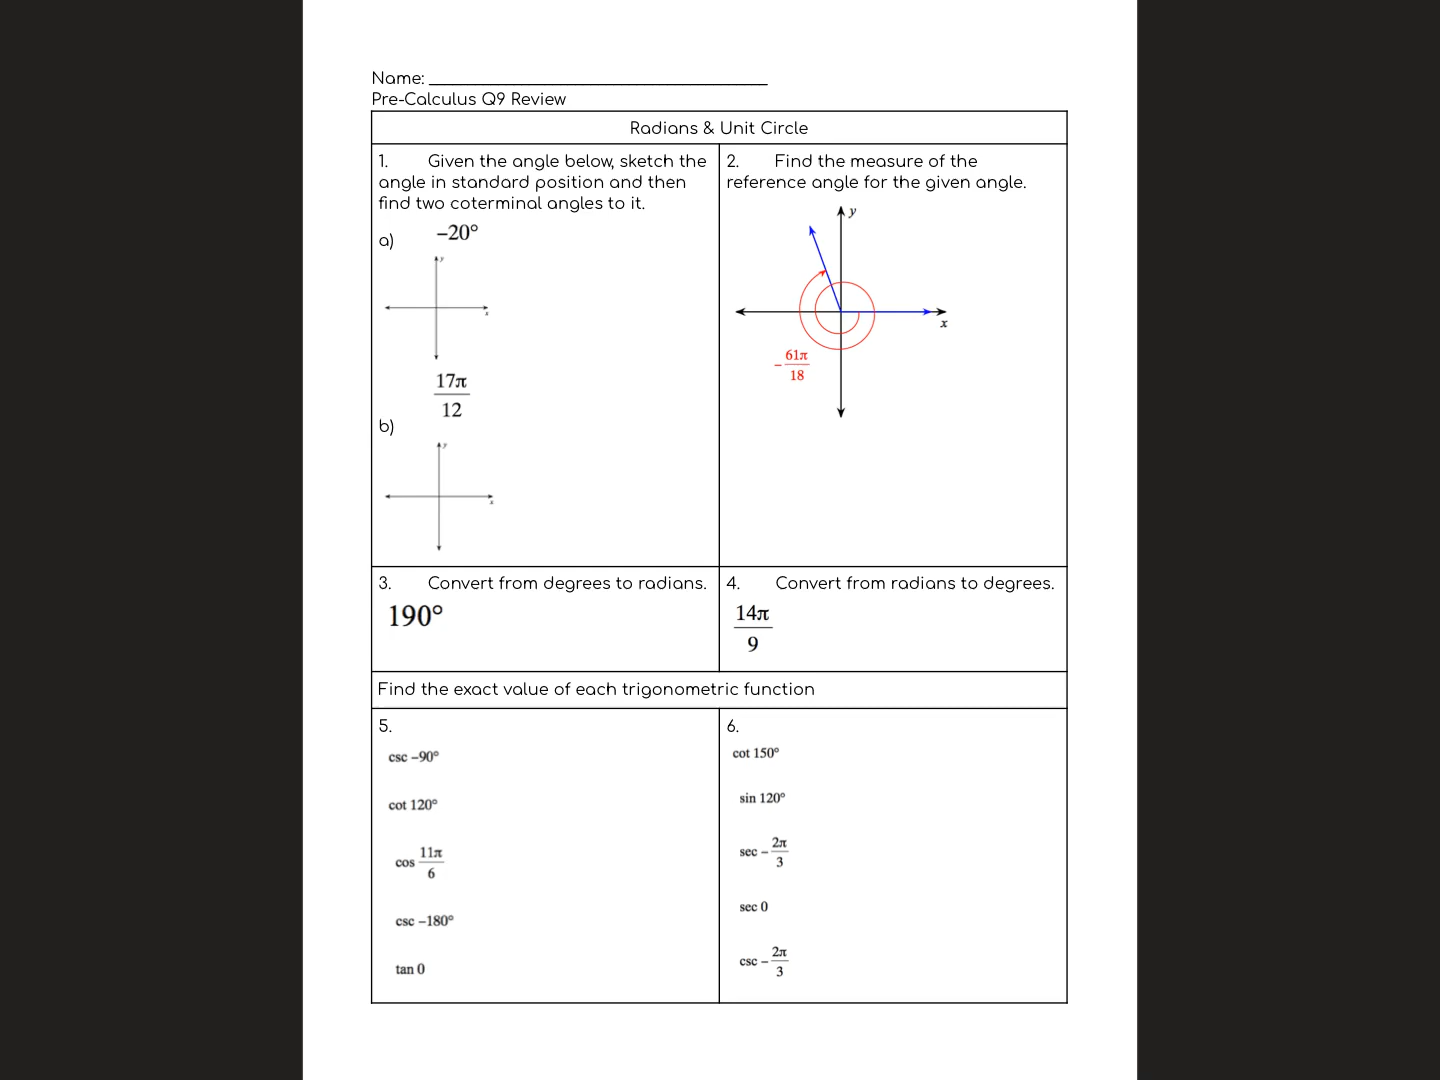 Name: ________________________________________
Pre-Calculus Q9 Review
Radians & Unit Circle
1. Given the angle below, sketch the
angle in standard position and then
find two coterminal angles to it.
a) −20°
y
x
17π
12
b)
y
x
2. Find the measure of the
reference angle for the given angle.
y
x
− 61π
18
3. Convert from degrees to radians.
190°
4. Convert from radians to degrees.
14π
9
Find the exact value of each trigonometric function
5.
csc −90°
cot 120°
cos 11π
6
csc −180°
tan 0
6.
cot 150°
sin 120°
sec − 2π
3
sec 0
csc − 2π
3